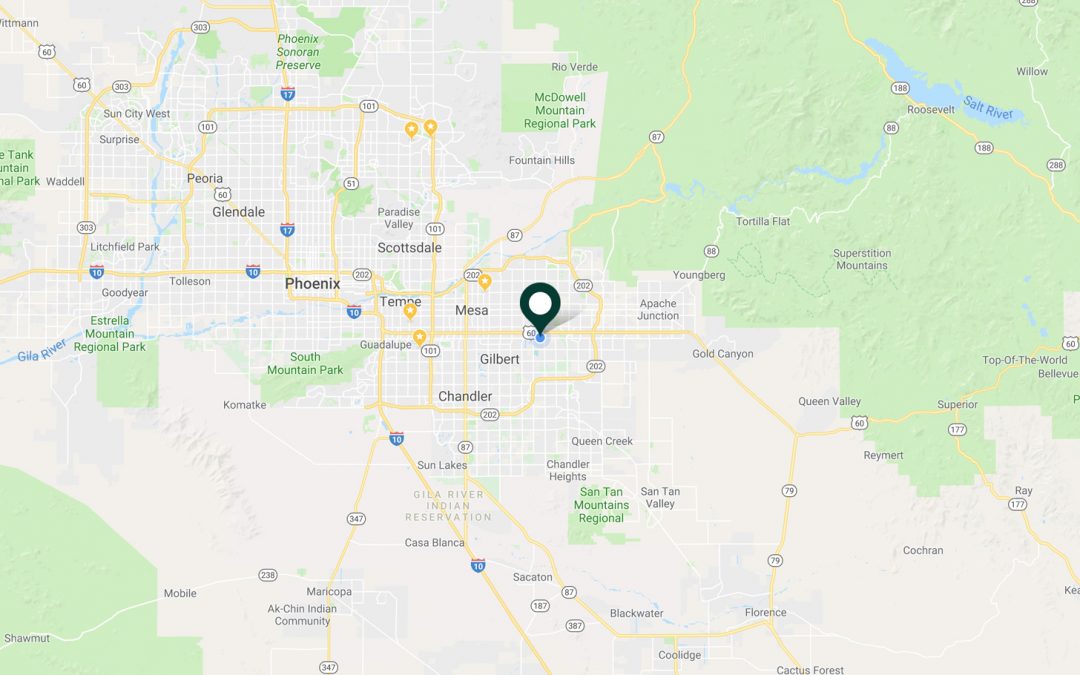 Wittmann
303
288
60
Phoenix
Sonoran
Preserve
Rio Verde
Willow
60
303
17
188
McDowell
Mountain
Regional Park
Roosevelt
Salt River
101
Sun City West
101
88
Surprise
87
188
e Tank
ountain
nal Park
Waddell
Fountain Hills
288
Peoria
51
60
Glendale
Paradise
Valley
Tortilla Flat
303
17
101
87
Litchfield Park
Scottsdale
88
Superstition
Mountains
10
Tolleson
10
202
202
Youngberg
Goodyear
Phoenix
202
Tempe
Mesa
Apache
Junction
10
Estrella
Mountain
Regional Park
60
Gila River
Guadalupe
101
Gilbert
Gold Canyon
60
South
Mountain Park
202
Top-Of-The-World
Bellevue
Chandler
Queen Valley
Superior
Komatke
202
60
177
10
Queen Creek
87
Reymert
Sun Lakes
Chandler
Heights
GILA RIVER
INDIAN
RESERVATION
San Tan
Mountains
Regional
San Tan
Valley
79
Ray
177
347
Casa Blanca
Cochran
10
79
238
Sacaton
Mobile
Maricopa
87
Kea
Ak-Chin Indian
Community
187
Blackwater
Florence
387
Shawmut
Coolidge
347
Cactus Forest